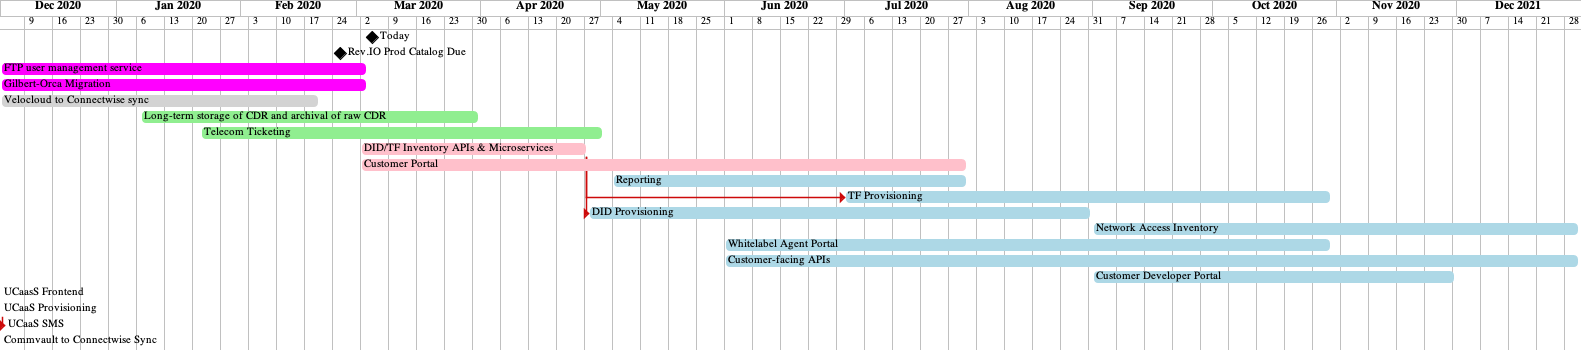 Dec 2020 Jan 2020 Feb 2020 Mar 2020 Apr 2020 May 2020 Jun 2020 Jul 2020 Aug 2020 Sep 2020 Oct 2020 Nov 2020 Dec 2021
9 16 23 30 6 13 20 27 3 10 17 24 2 9 16 23 30 6 13 20 27 4 11 18 25 1 8 15 22 29 6 13 20 27 3 10 17 24 31 7 14 21 28 5 12 19 26 2 9 16 23 30 7 14 21 28
Today
Rev.IO Prod Catalog Due
PTP user management service
Gilbert-Orca Migration
Velocloud to Connectwise sync
Long-term storage of CDR and archival of raw CDR
Telecom Ticketing
DID/TF Inventory APIs & Microservices
Customer Portal
Reporting
TF Provisioning
DID Provisioning
Network Access Inventory
Whitelabel Agent Portal
Customer-facing APIs
Customer Developer Portal
UCaasS Frontend
UCaaS Provisioning
UCaaS SMS
Commvault to Connectwise Sync